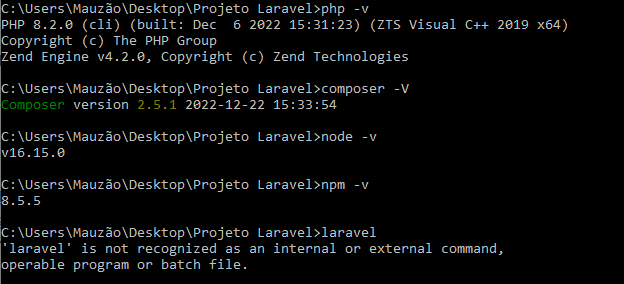 C:\Users\Mauzão\Desktop\Projeto Laravel>php -v
PHP 8.2.0 (cli) (built: Dec  6 2022 15:31:23) (ZTS Visual C++ 2019 x64)
Copyright (c) The PHP Group
Zend Engine v4.2.0, Copyright (c) Zend Technologies
C:\Users\Mauzão\Desktop\Projeto Laravel>composer -V
Composer version 2.5.1 2022-12-22 15:33:54
C:\Users\Mauzão\Desktop\Projeto Laravel>node -v
v16.15.0
C:\Users\Mauzão\Desktop\Projeto Laravel>npm -v
8.5.5
C:\Users\Mauzão\Desktop\Projeto Laravel>laravel
'laravel' is not recognized as an internal or external command,
operable program or batch file.